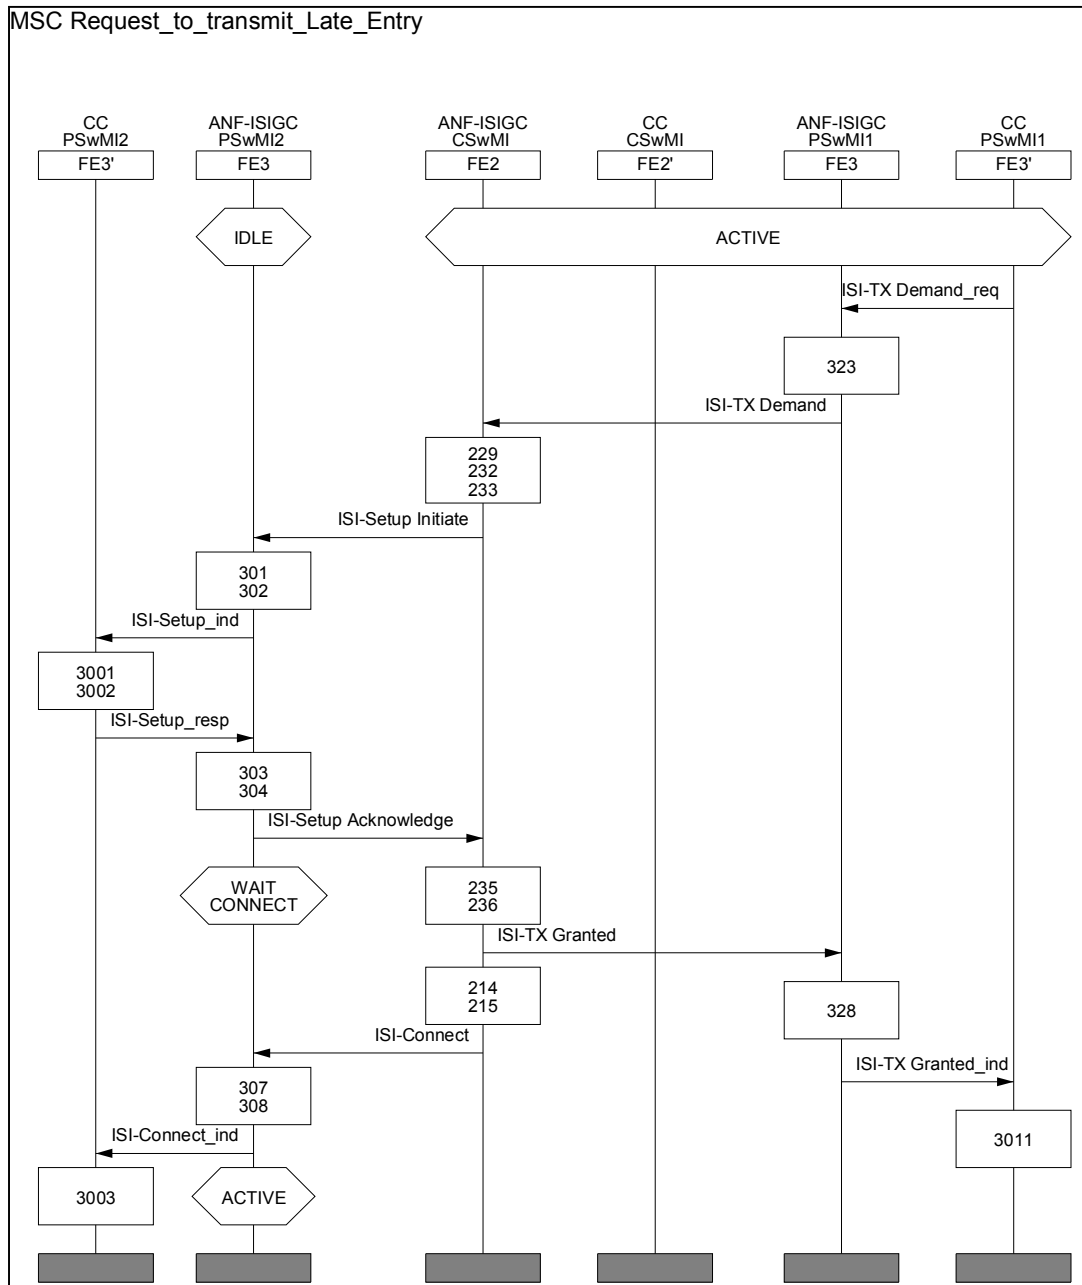 MSC Request_to_transmit_Late_Entry
CC
PSwMI2
ANF-ISIGC
PSwMI2
ANF-ISIGC
CSwMI
CC
CSwMI
ANF-ISIGC
PSwMI1
CC
PSwMI1
FE3'
FE3
FE2
FE2'
FE3
FE3'
IDLE
ACTIVE
ISI-TX Demand_req
323
ISI-TX Demand
229
232
233
ISI-Setup Initiate
301
302
ISI-Setup_ind
3001
3002
ISI-Setup_resp
303
304
ISI-Setup Acknowledge
WAIT
CONNECT
235
236
ISI-TX Granted
214
215
328
ISI-Connect
ISI-TX Granted_ind
307
308
3011
ISI-Connect_ind
3003
ACTIVE